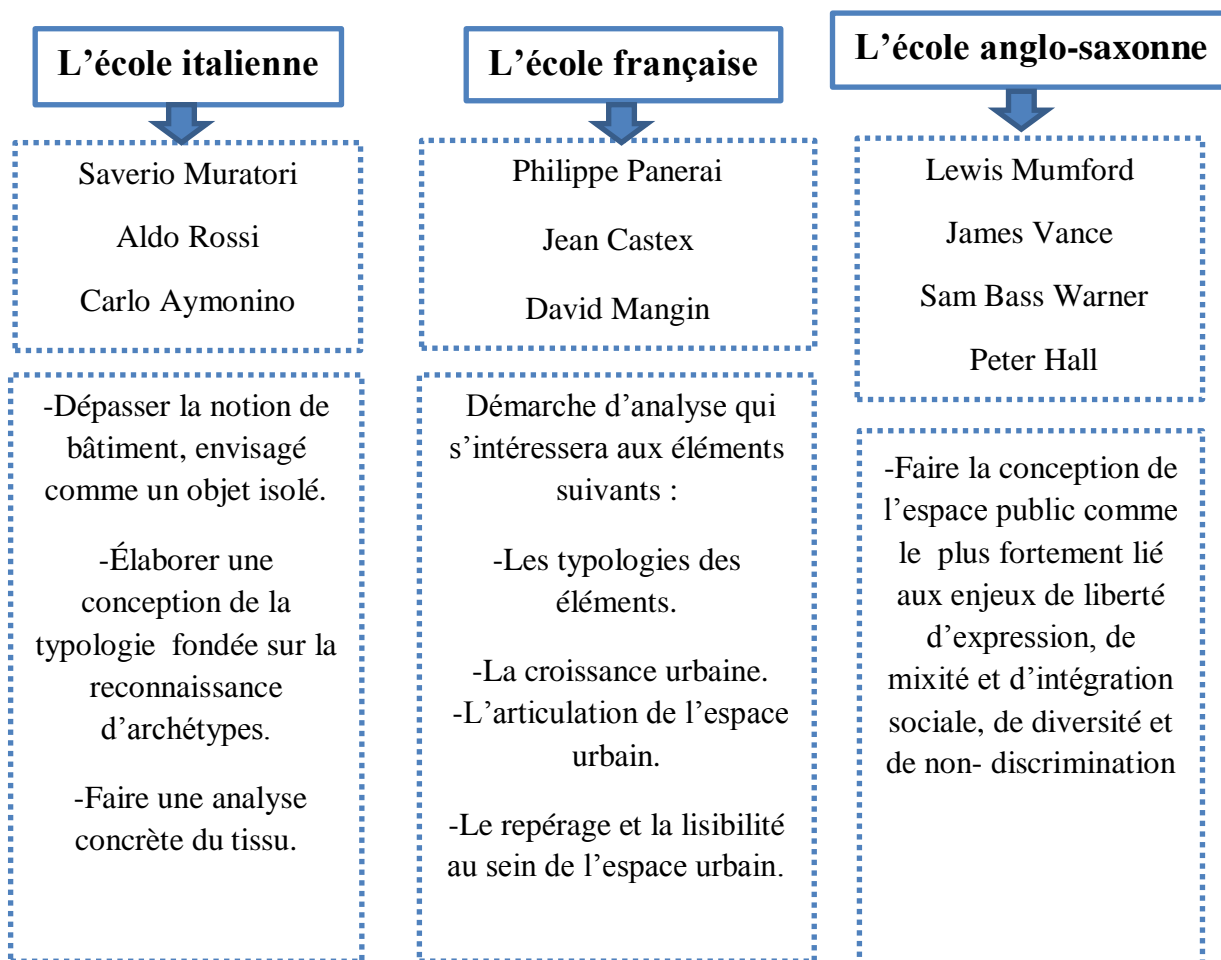 L’école italienne
Saverio Muratori
Aldo Rossi
Carlo Aymonino
-Dépasser la notion de
bâtiment, envisagé
comme un objet isolé.
-Élaborer une
conception de la
typologie fondée sur la
reconnaissance
d’archétypes.
-Faire une analyse
concrète du tissu.
L’école française
Philippe Panerai
Jean Castex
David Mangin
Démarche d’analyse qui
s’intéressera aux éléments
suivants :
-Les typologies des
éléments.
-La croissance urbaine.
-L’articulation de l’espace
urbain.
-Le repérage et la lisibilité
au sein de l’espace urbain.
L’école anglo-saxonne
Lewis Mumford
James Vance
Sam Bass Warner
Peter Hall
-Faire la conception de
l’espace public comme
le plus fortement lié
aux enjeux de liberté
d’expression, de
mixité et d’intégration
sociale, de diversité et
de non- discrimination